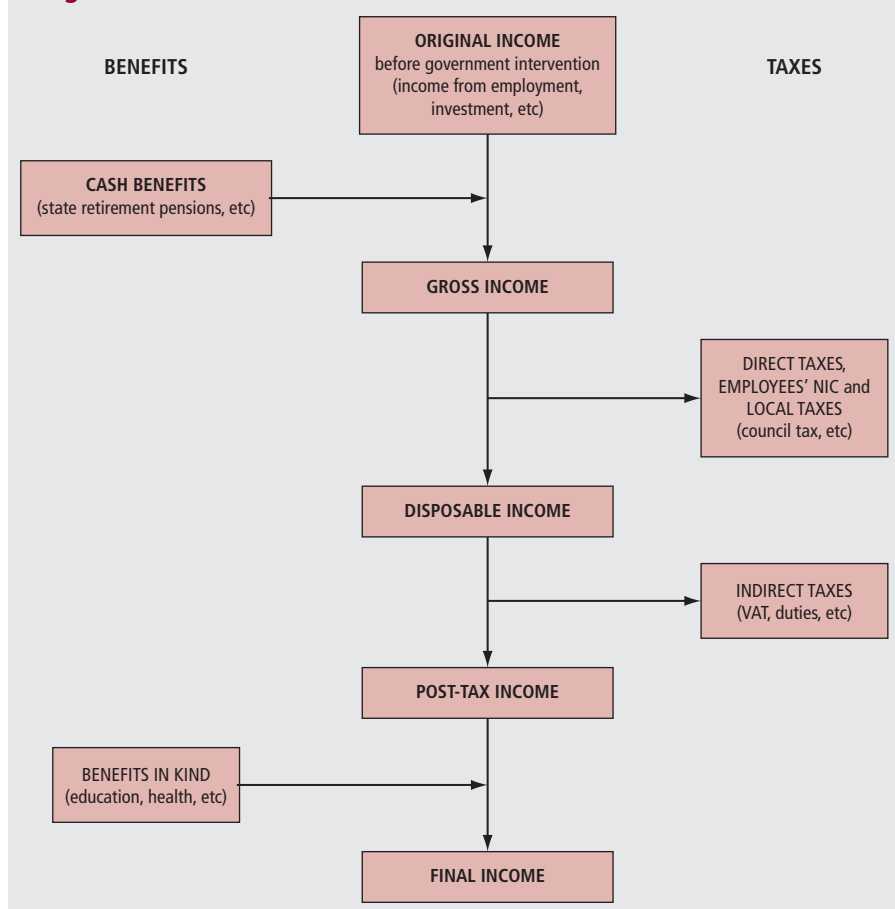 BENEFITS
TAXES
ORIGINAL INCOME
before government intervention
(income from employment,
investment, etc)
CASH BENEFITS
(state retirement pensions, etc)
GROSS INCOME
DIRECT TAXES,
EMPLOYEES’ NIC and
LOCAL TAXES
(council tax, etc)
DISPOSABLE INCOME
INDIRECT TAXES
(VAT, duties, etc)
POST-TAX INCOME
BENEFITS IN KIND
(education, health, etc)
FINAL INCOME